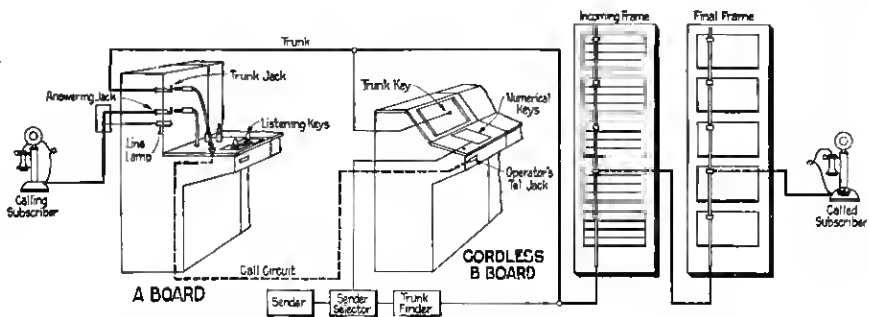 Trunk
Incoming Frame
Final Frame
Trunk Jack
Answering Jack
Listening Keys
Line
Lamp
Calling
Subscriber
Trunk Key
Numerical
Keys
Operator's
Tel Jack
Called
Subscriber
Call Circuit
A BOARD
CORDLESS
B BOARD
Sender
Sender
Selector
Trunk
Finder